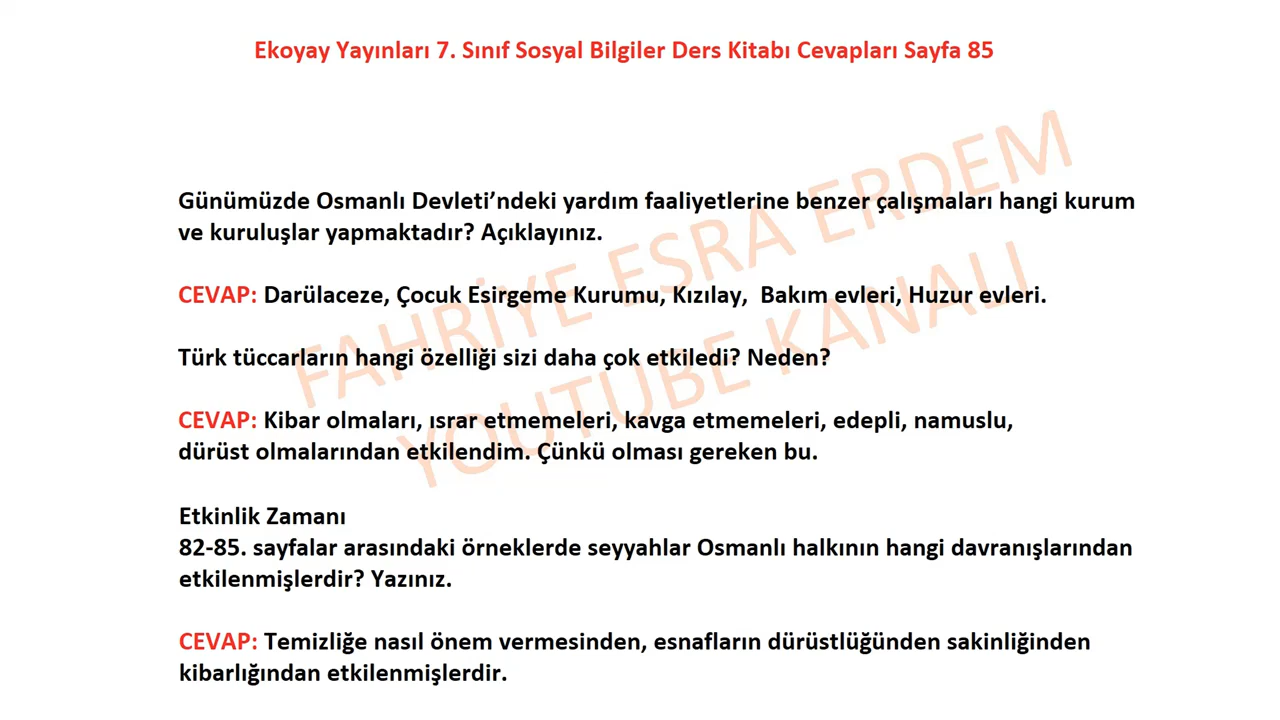 Ekoyay Yayınları 7. Sınıf Sosyal Bilgiler Ders Kitabı Cevapları Sayfa 85
Günümüzde Osmanlı Devleti’ndeki yardım faaliyetlerine benzer çalışmaları hangi kurum
ve kuruluşlar yapmaktadır? Açıklayınız.
CEVAP: Darülaceze, Çocuk Esirgeme Kurumu, Kızılay,  Bakım evleri, Huzur evleri.
Türk tüccarların hangi özelliği sizi daha çok etkiledi? Neden?
CEVAP: Kibar olmaları, ısrar etmemeleri, kavga etmemeleri, edepli, namuslu,
dürüst olmalarından etkilendim. Çünkü olması gereken bu.
Etkinlik Zamanı
82-85. sayfalar arasındaki örneklerde seyyahlar Osmanlı halkının hangi davranışlarından
etkilenmişlerdir? Yazınız.
CEVAP: Temizliğe nasıl önem vermesinden, esnafların dürüstlüğünden sakinliğinden
kibarlığından etkilenmişlerdir.
FAHRİYE ESRA ERDEM
YOUTUBE KANALI